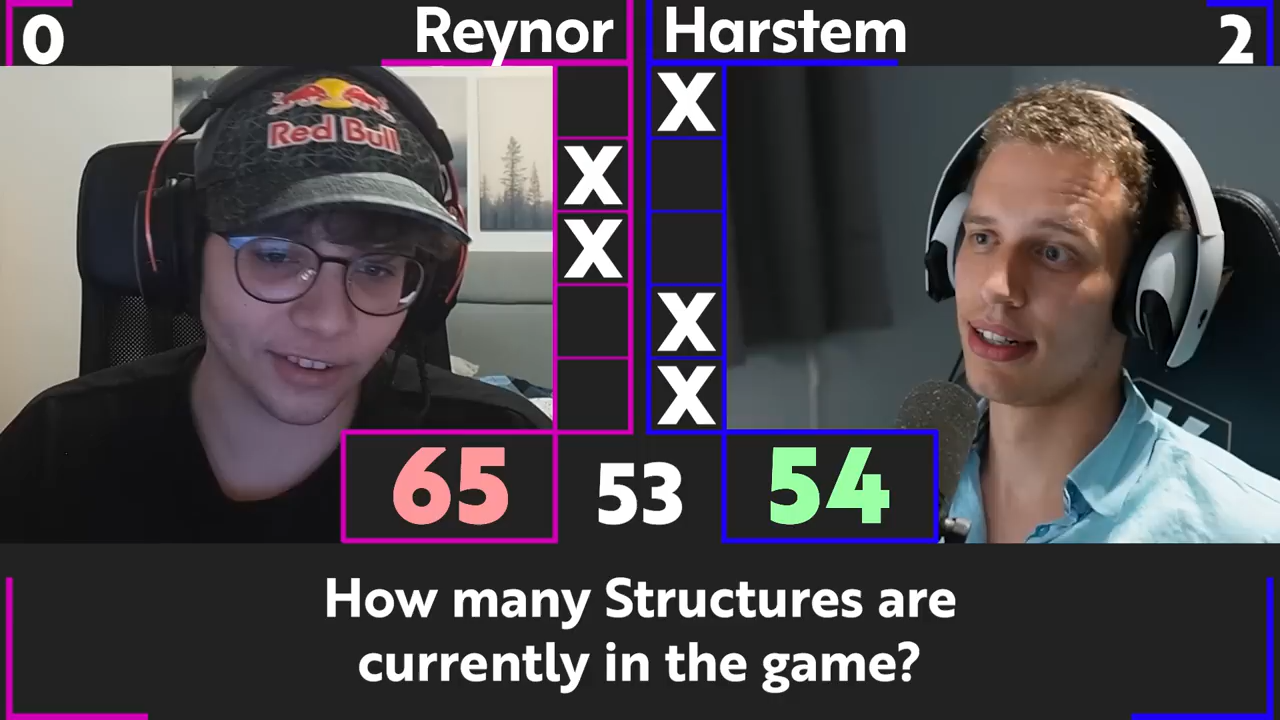 0
Reynor
Harstem
2
Red Bull
X
X
X
X
X
65
53
54
How many Structures are
currently in the game?